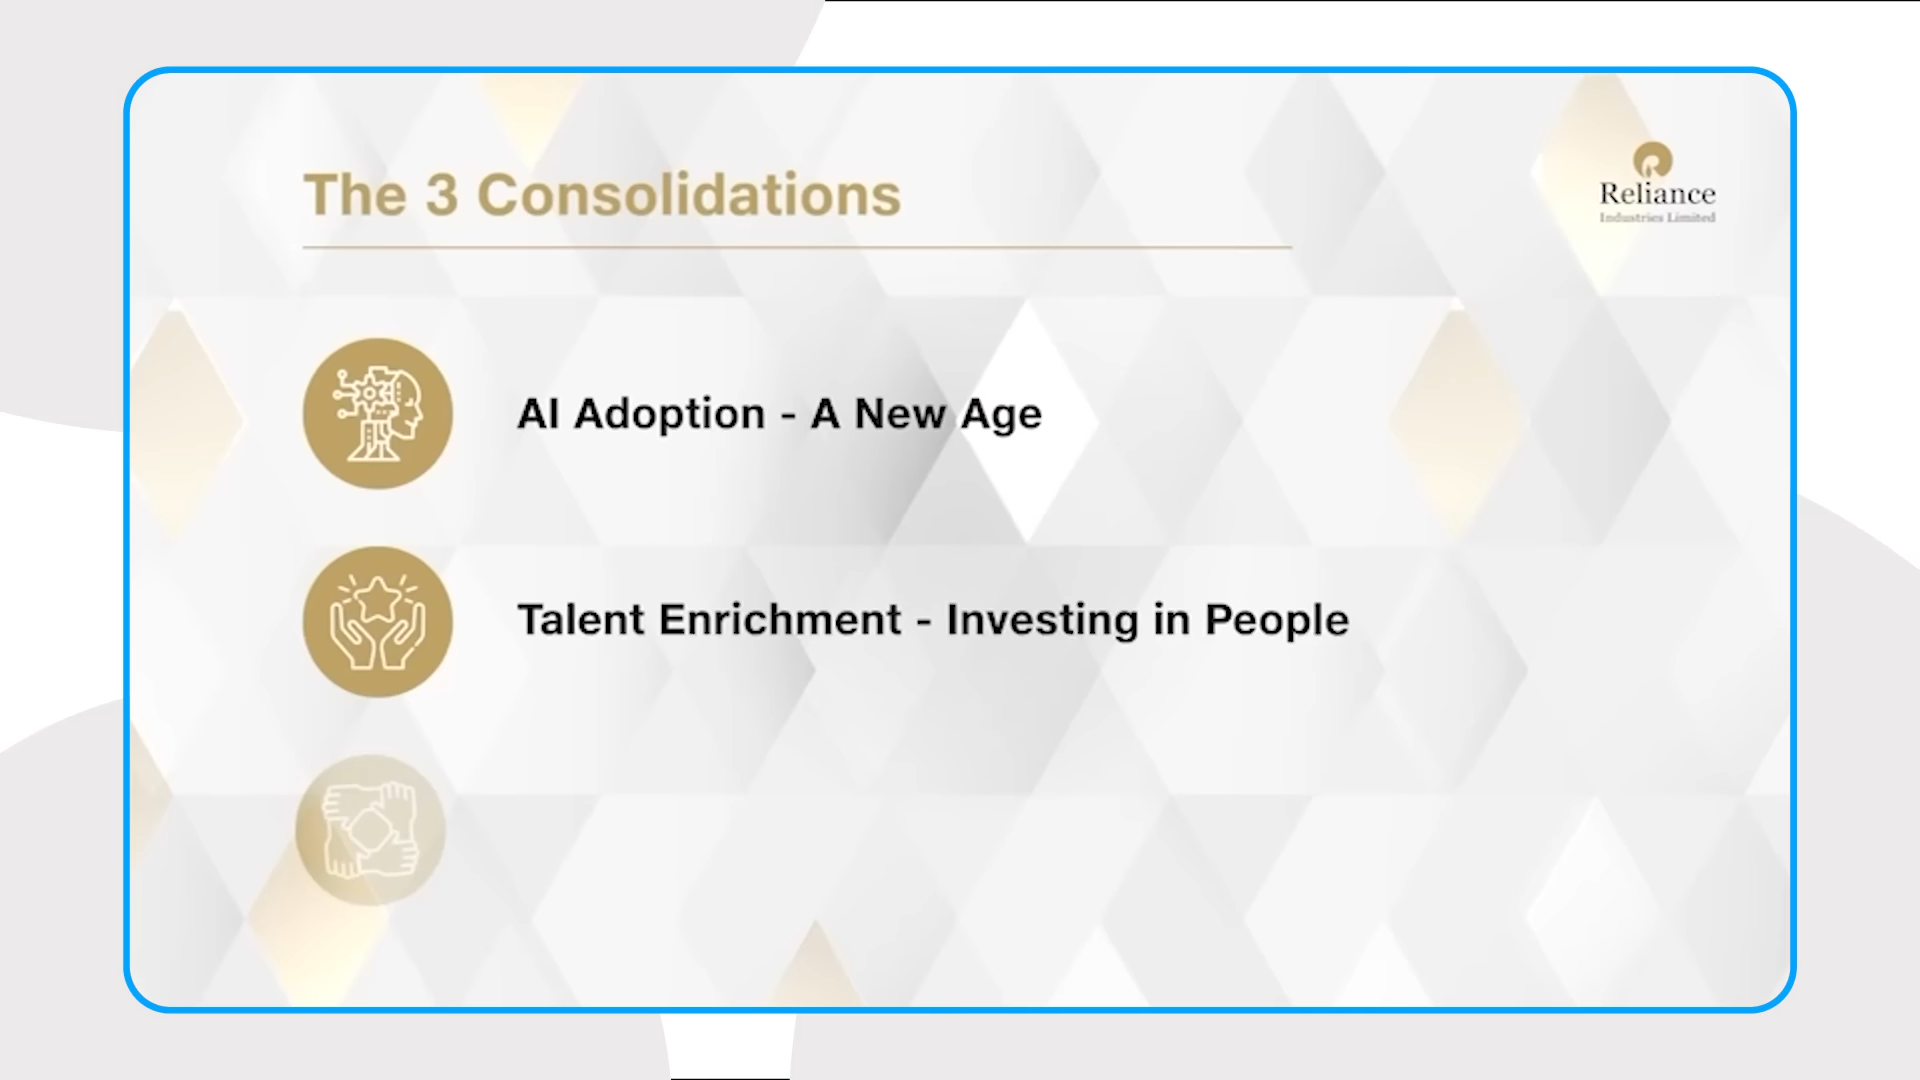 The 3 Consolidations
Reliance
Industries Limited
AI Adoption - A New Age
Talent Enrichment - Investing in People